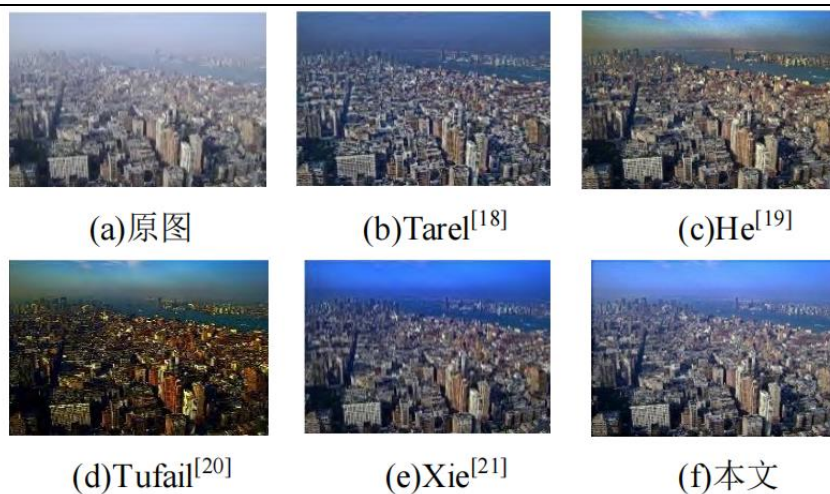 (a)原图 (b)Tarel[18] (c)He[19]
(d)Tufail[20] (e)Xie[21] (f)本文